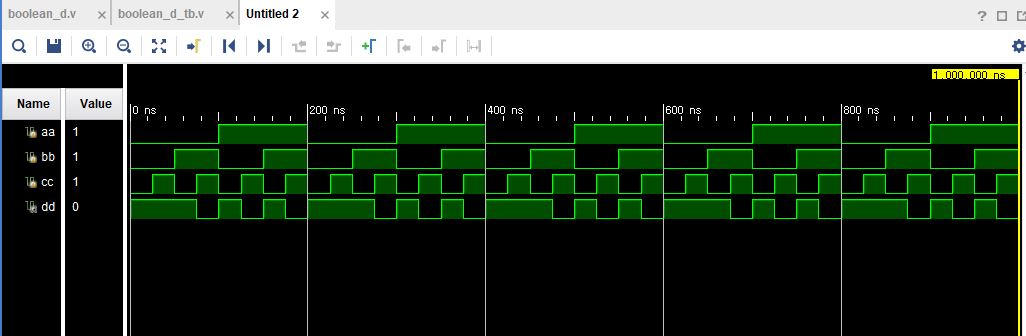 boolean_d.v × boolean_d_tb.v × Untitled 2 ×
?
1,000.000 ns
Name Value
0 ns 200 ns 400 ns 600 ns 800 ns
aa 1
bb 1
cc 1
dd 0